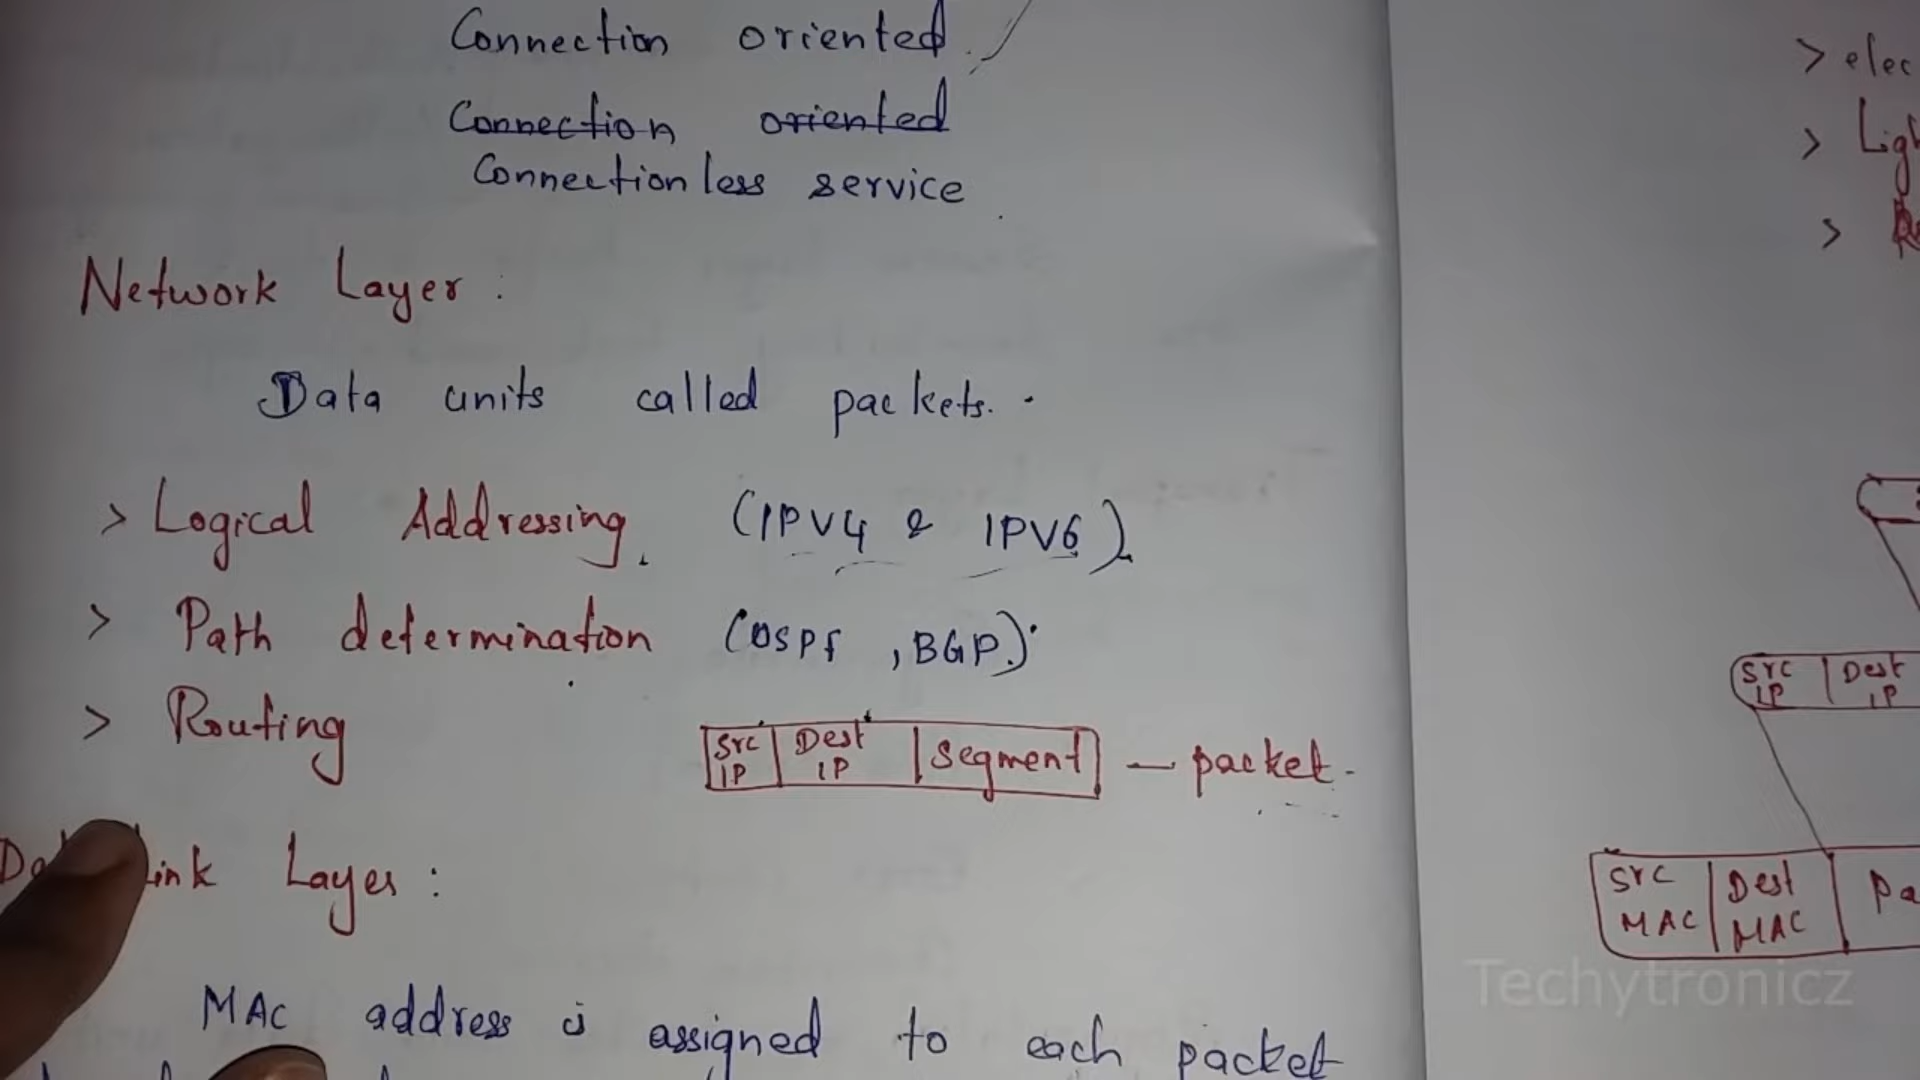 Connection oriented
Connection oriented
Connectionless service
Network Layer :
Data units called packets.
> Logical Addressing. (IPV4 & IPV6).
> Path determination (OSPF, BGP).
> Routing
Src IP | Dest IP | Segment — packet.
Link Layer :
MAC address is assigned to each packet
> elec
>
>
Src IP | Dest IP
Src MAC | Dest MAC | Pa
Techytronicz